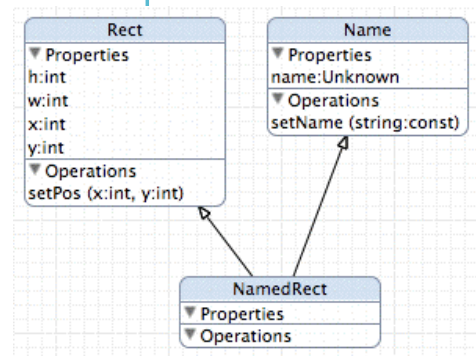 Rect
Properties
h:int
w:int
x:int
y:int
Operations
setPos (x:int, y:int)
Name
Properties
name:Unknown
Operations
setName (string:const)
NamedRect
Properties
Operations